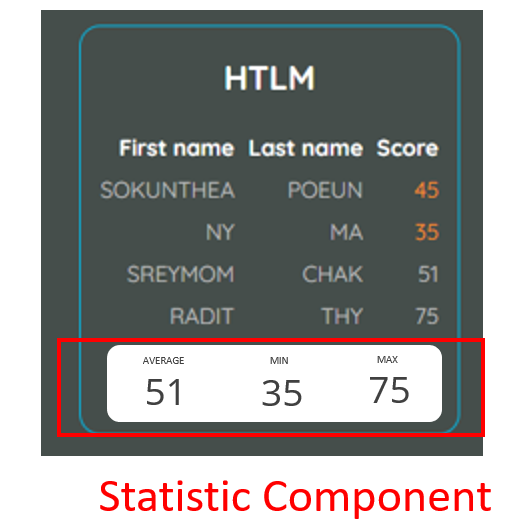 HTLM
First name Last name Score
SOKUNTHEA POEUN 45
NY MA 35
SREYMOM CHAK 51
RADIT THY 75
AVERAGE MIN MAX
51 35 75
Statistic Component